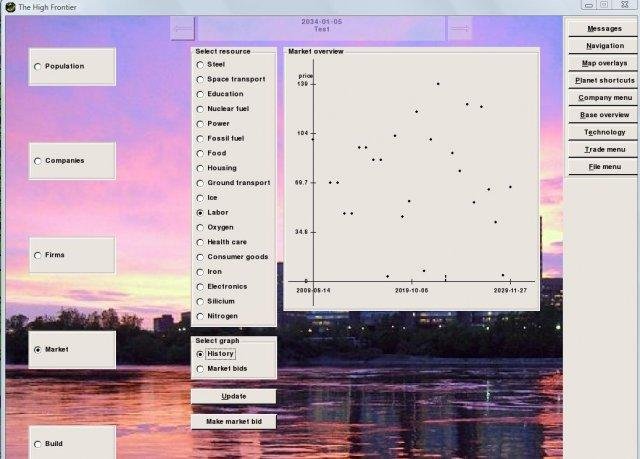 The High Frontier
2034-01-05
Test
Messages
Navigation
Map overlays
Planet shortcuts
Company menu
Base overview
Technology
Trade menu
File menu
Population
Companies
Firms
Market
Build
Select resource
Steel
Space transport
Education
Nuclear fuel
Power
Fossil fuel
Food
Housing
Ground transport
Ice
Labor
Oxygen
Health care
Consumer goods
Iron
Electronics
Silicium
Nitrogen
Select graph
History
Market bids
Update
Make market bid
Market overview
price
139
104
69.7
34.8
0
2009-08-14
2019-10-06
2029-11-27